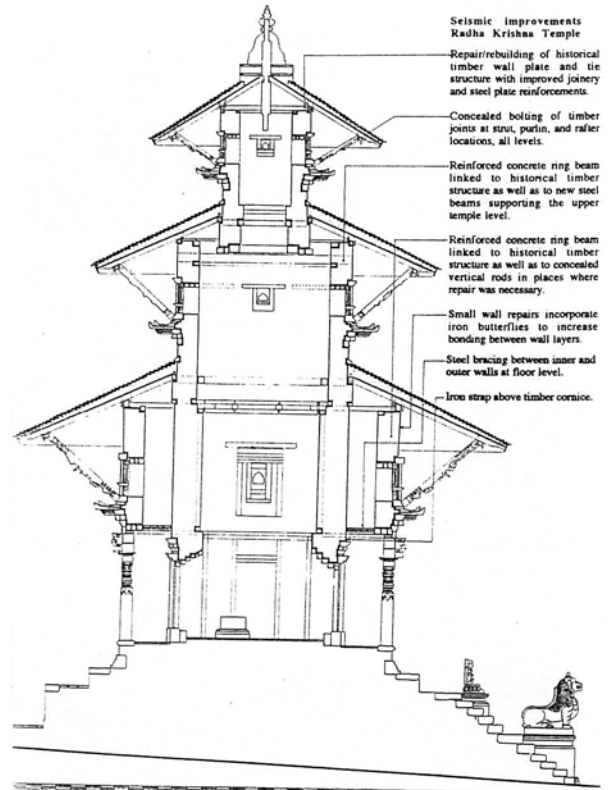 Seismic improvements
Radha Krishna Temple
Repair/rebuilding of historical
timber wall plate and tie
structure with improved joinery
and steel plate reinforcements.
Concealed bolting of timber
joints at strut, purlin, and rafter
locations, all levels.
Reinforced concrete ring beam
linked to historical timber
structure as well as to new steel
beams supporting the upper
temple level.
Reinforced concrete ring beam
linked to historical timber
structure as well as to concealed
vertical rods in places where
repair was necessary.
Small wall repairs incorporate
iron butterflies to increase
bonding between wall layers.
Steel bracing between inner and
outer walls at floor level.
Iron strap above timber cornice.